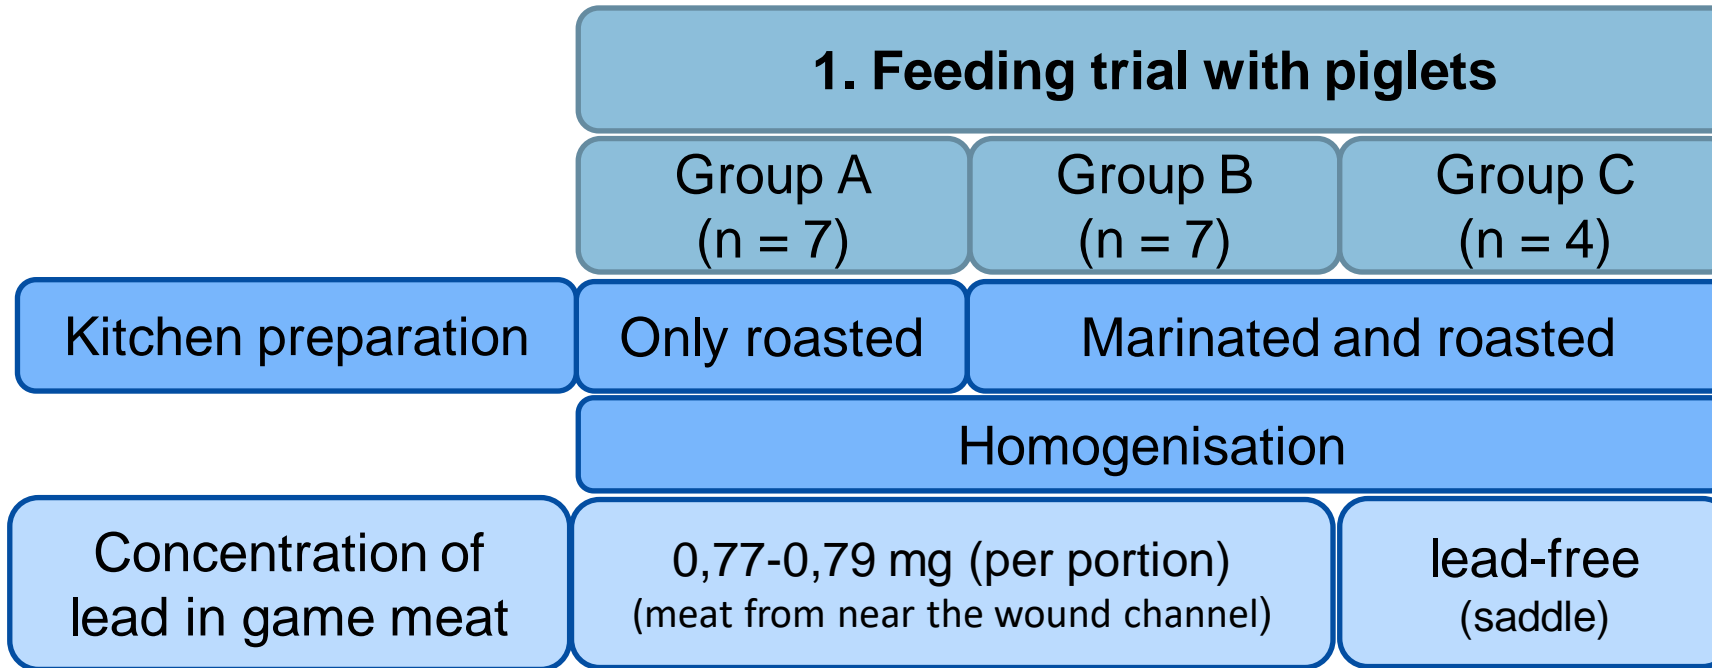 1. Feeding trial with piglets
Group A
(n = 7)
Group B
(n = 7)
Group C
(n = 4)
Kitchen preparation
Only roasted
Marinated and roasted
Homogenisation
Concentration of
lead in game meat
0,77-0,79 mg (per portion)
(meat from near the wound channel)
lead-free
(saddle)